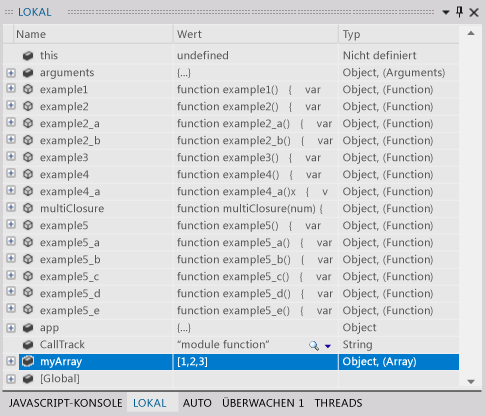 LOKAL
Name Wert Typ
this undefined Nicht definiert
arguments {...} Object, (Arguments)
example1 function example1() { var Object, (Function)
example2 function example2() { var Object, (Function)
example2_a function example2_a() { var Object, (Function)
example2_b function example2_b() { var Object, (Function)
example3 function example3() { var Object, (Function)
example4 function example4() { var Object, (Function)
example4_a function example4_a()x { v Object, (Function)
multiClosure function multiClosure(num) { Object, (Function)
example5 function example5() { var Object, (Function)
example5_a function example5_a() { var Object, (Function)
example5_b function example5_b() { var Object, (Function)
example5_c function example5_c() { var Object, (Function)
example5_d function example5_d() { var Object, (Function)
example5_e function example5_e() { var Object, (Function)
app {...} Object
CallTrack "module function" String
myArray [1,2,3] Object, (Array)
[Global]
JAVASCRIPT-KONSOLE LOKAL AUTO ÜBERWACHEN 1 THREADS